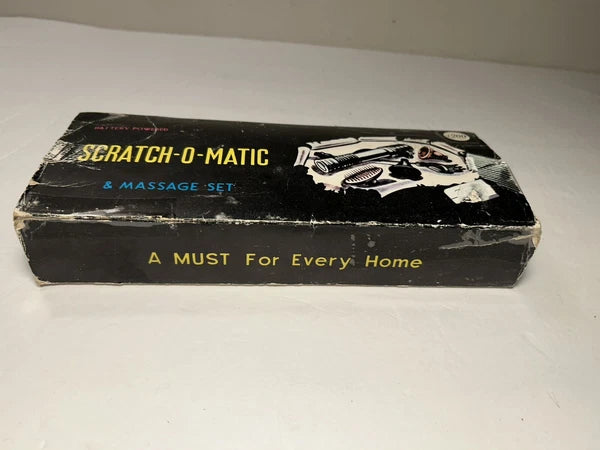 BATTERY POWERED
SCRATCH-O-MATIC
& MASSAGE SET
A MUST For Every Home